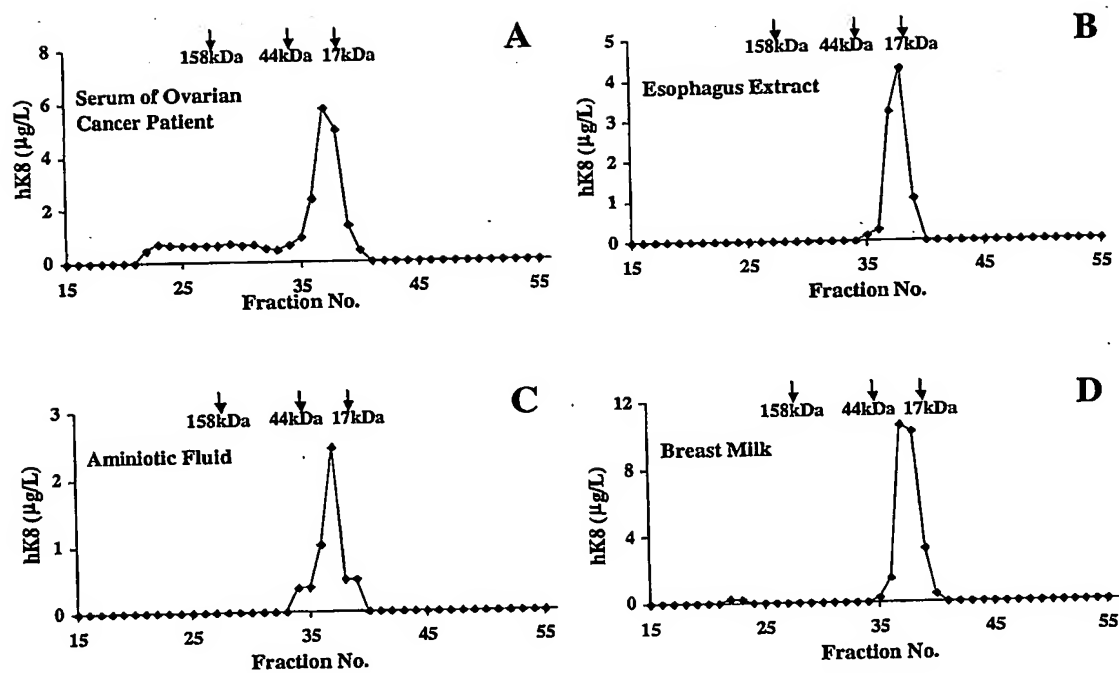 A
158kDa 44kDa 17kDa
8
6
4
2
0
hK8 (μg/L)
Serum of Ovarian
Cancer Patient
15 25 35 45 55
Fraction No.
B
158kDa 44kDa 17kDa
5
4
3
2
1
0
hK8 (μg/L)
Esophagus Extract
15 25 35 45 55
Fraction No.
C
158kDa 44kDa 17kDa
3
2
1
0
hK8 (μg/L)
Aminiotic Fluid
15 25 35 45 55
Fraction No.
D
158kDa 44kDa 17kDa
12
8
4
0
hK8 (μg/L)
Breast Milk
15 25 35 45 55
Fraction No.